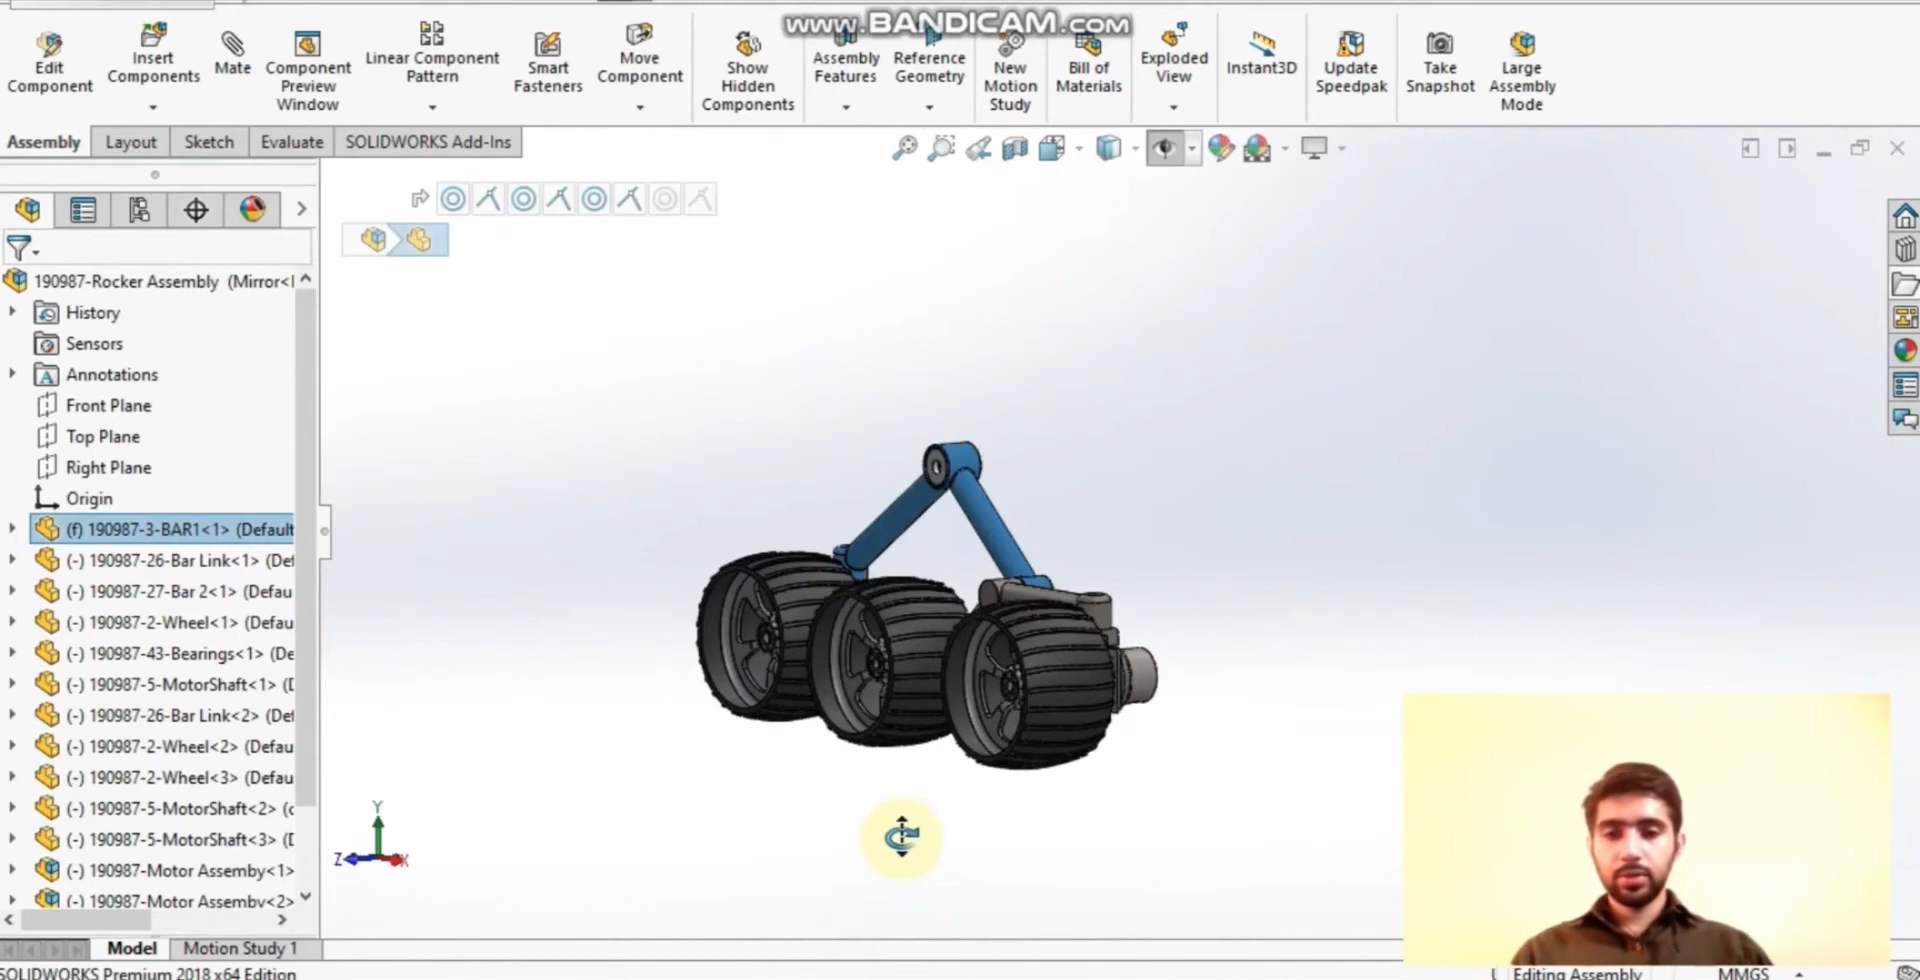 www.BANDICAM.com
Edit Component
Insert Components
Mate
Component Preview Window
Linear Component Pattern
Smart Fasteners
Move Component
Show Hidden Components
Assembly Features
Reference Geometry
New Motion Study
Bill of Materials
Exploded View
Instant3D
Update Speedpak
Take Snapshot
Large Assembly Mode
Assembly
Layout
Sketch
Evaluate
SOLIDWORKS Add-Ins
190987-Rocker Assembly (Mirror<
History
Sensors
Annotations
Front Plane
Top Plane
Right Plane
Origin
(f) 190987-3-BAR1<1> (Default
(-) 190987-26-Bar Link<1> (Def
(-) 190987-27-Bar 2<1> (Defau
(-) 190987-2-Wheel<1> (Defau
(-) 190987-43-Bearings<1> (De
(-) 190987-5-MotorShaft<1> (D
(-) 190987-26-Bar Link<2> (Def
(-) 190987-2-Wheel<2> (Defau
(-) 190987-2-Wheel<3> (Defau
(-) 190987-5-MotorShaft<2> (
(-) 190987-5-MotorShaft<3> (D
(-) 190987-Motor Assemby<1>
(-) 190987-Motor Assemby<2>
Y
Z
X
Model
Motion Study 1
SOLIDWORKS Premium 2018 x64 Edition
Editing Assembly
MMGS